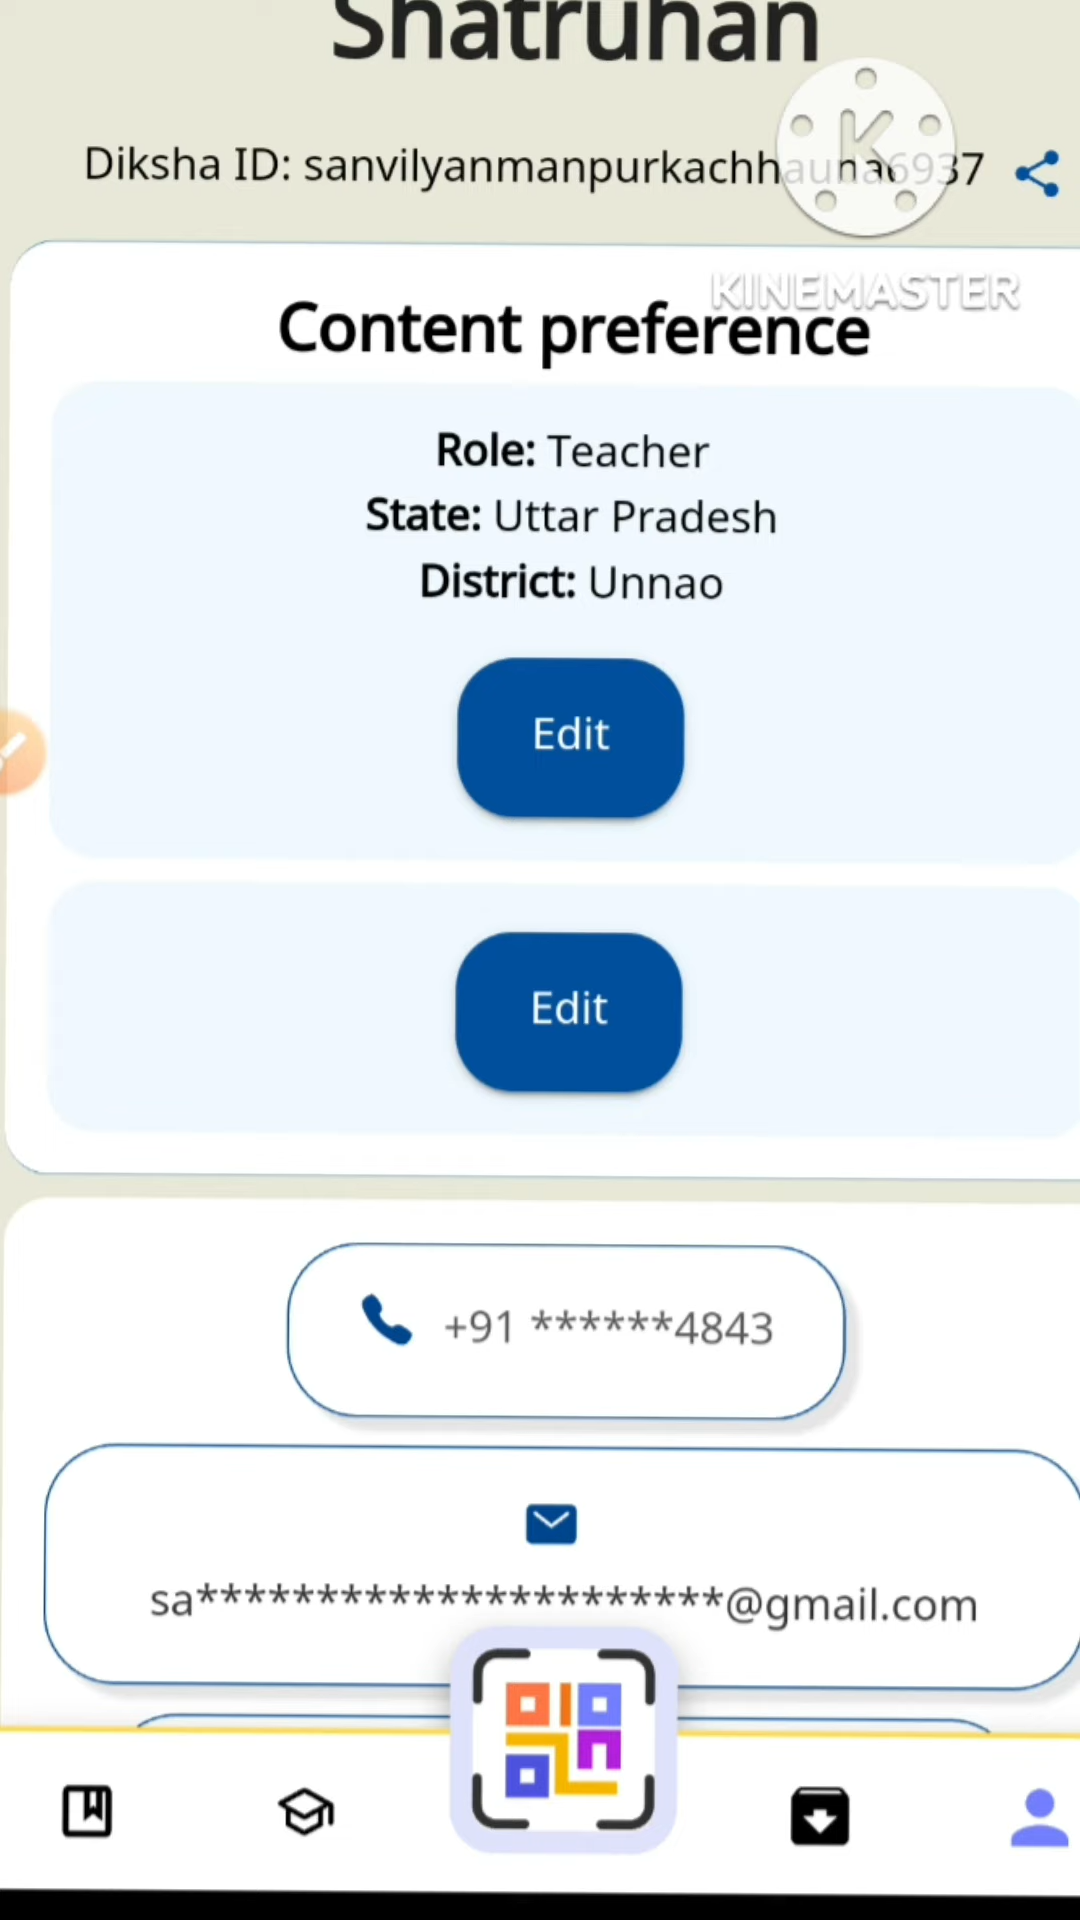 Shatruhan
Diksha ID: sanvilyanmanpurkachhauna6937
K
KINEMASTER
Content preference
Role: Teacher
State: Uttar Pradesh
District: Unnao
Edit
Edit
+91 ******4843
sa**********************@gmail.com